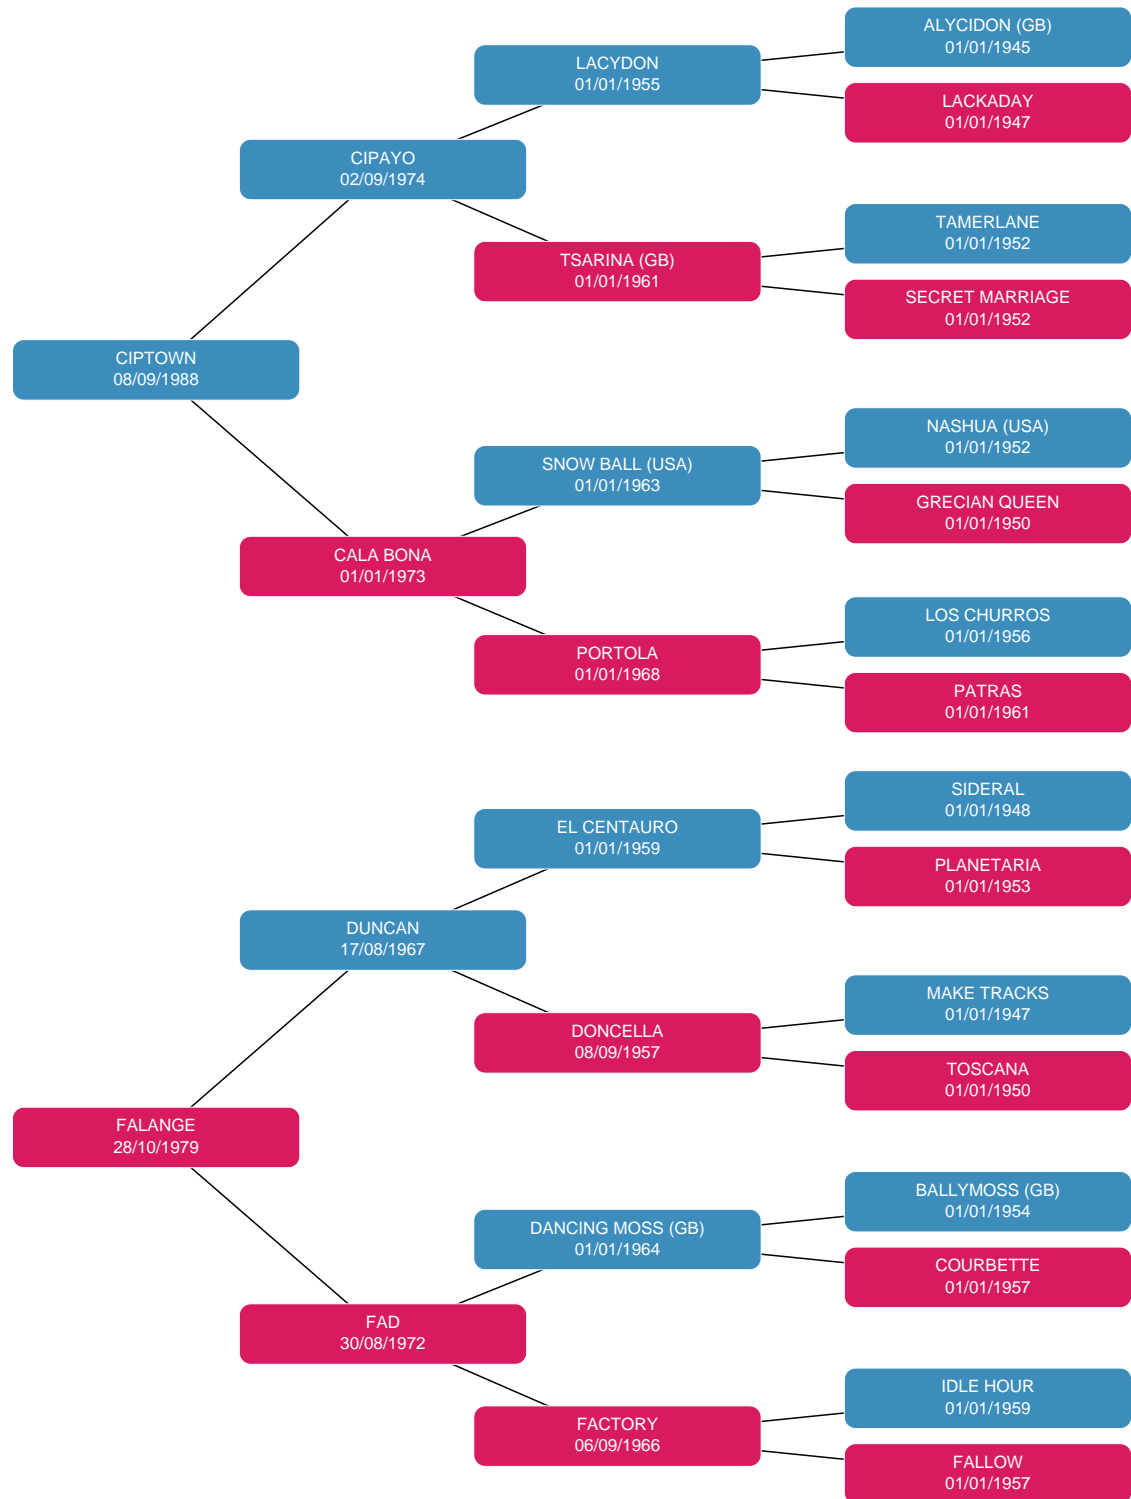 ALYCIDON (GB)
01/01/1945
LACYDON
01/01/1955
LACKADAY
01/01/1947
CIPAYO
02/09/1974
TAMERLANE
01/01/1952
TSARINA (GB)
01/01/1961
SECRET MARRIAGE
01/01/1952
CIPTOWN
08/09/1988
NASHUA (USA)
01/01/1952
SNOW BALL (USA)
01/01/1963
GRECIAN QUEEN
01/01/1950
CALA BONA
01/01/1973
LOS CHURROS
01/01/1956
PORTOLA
01/01/1968
PATRAS
01/01/1961
SIDERAL
01/01/1948
EL CENTAURO
01/01/1959
PLANETARIA
01/01/1953
DUNCAN
17/08/1967
MAKE TRACKS
01/01/1947
DONCELLA
08/09/1957
TOSCANA
01/01/1950
FALANGE
28/10/1979
BALLYMOSS (GB)
01/01/1954
DANCING MOSS (GB)
01/01/1964
COURBETTE
01/01/1957
FAD
30/08/1972
IDLE HOUR
01/01/1959
FACTORY
06/09/1966
FALLOW
01/01/1957